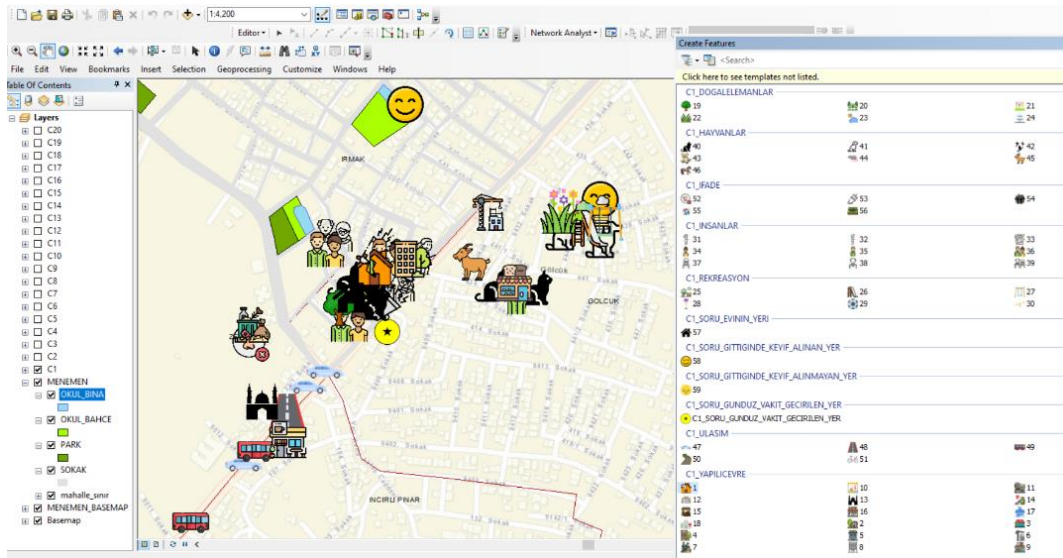 1:4,200
Editor
Network Analyst
File Edit View Bookmarks Insert Selection Geoprocessing Customize Windows Help
Table Of Contents
Layers
C20
C19
C18
C17
C16
C15
C14
C13
C12
C11
C10
C9
C8
C7
C6
C5
C4
C3
C2
C1
MENEMEN
OKUL_BINA
OKUL_BAHCE
PARK
SOKAK
mahalle_sınır
MENEMEN_BASEMAP
Basemap
IRMAK
GOLCUK
GOLCUK
INCIRU PINAR
Create Features
<Search>
Click here to see templates not listed.
C1_DOGALELEMANLAR
19 20 21
22 23 24
C1_HAYVANLAR
40 41 42
43 44 45
46
C1_IFADE
52 53 54
55 56
C1_INSANLAR
31 32 33
34 35 36
37 38 39
C1_REKREASYON
25 26 27
28 29 30
C1_SORU_EVININ_YERI
57
C1_SORU_GITTIGINDE_KEYIF_ALINAN_YER
58
C1_SORU_GITTIGINDE_KEYIF_ALINMAYAN_YER
59
C1_SORU_GUNDUZ_VAKIT_GECIRILEN_YER
C1_SORU_GUNDUZ_VAKIT_GECIRILEN_YER
C1_ULASIM
47 48 49
50 51
C1_YAPILICEVRE
1 10 11
12 13 14
15 16 17
18 2 3
4 5 6
7 8 9